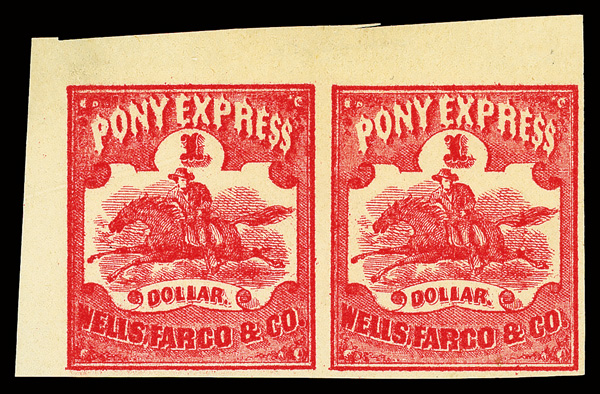 PONY EXPRESS
1
DOLLAR.
WELLS, FARGO & CO.
PONY EXPRESS
1
DOLLAR.
WELLS, FARGO & CO.